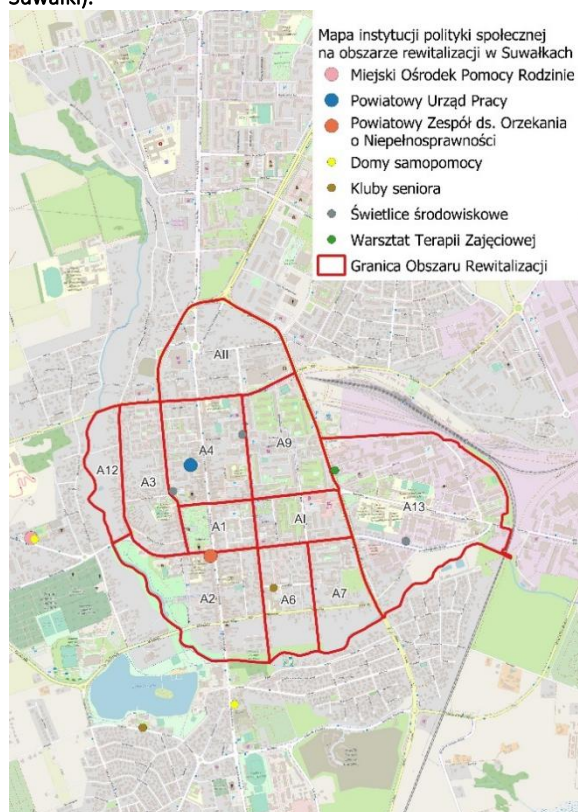 Suwałki).
Mapa instytucji polityki społecznej
na obszarze rewitalizacji w Suwałkach
Miejski Ośrodek Pomocy Rodzinie
Powiatowy Urząd Pracy
Powiatowy Zespół ds. Orzekania
o Niepełnosprawności
Domy samopomocy
Kluby seniora
Świetlice środowiskowe
Warsztat Terapii Zajęciowej
Granica Obszaru Rewitalizacji
AII
A4
A9
A12
A3
A1
AI
A13
A2
A6
A7